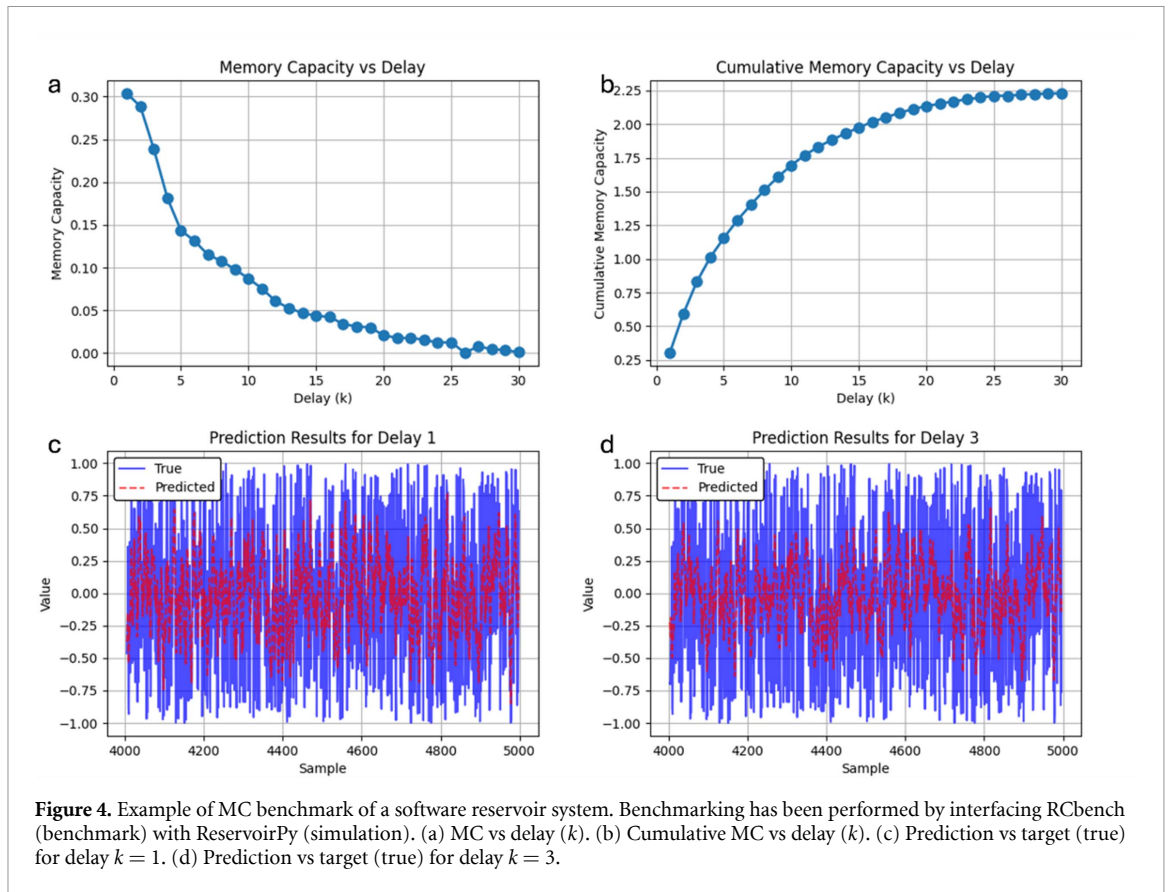 a
Memory Capacity vs Delay
0.30
0.25
0.20
0.15
0.10
0.05
0.00
Memory Capacity
0 5 10 15 20 25 30
Delay (k)
b
Cumulative Memory Capacity vs Delay
2.25
2.00
1.75
1.50
1.25
1.00
0.75
0.50
0.25
Cumulative Memory Capacity
0 5 10 15 20 25 30
Delay (k)
c
Prediction Results for Delay 1
True
Predicted
1.00
0.75
0.50
0.25
0.00
−0.25
−0.50
−0.75
−1.00
Value
4000 4200 4400 4600 4800 5000
Sample
d
Prediction Results for Delay 3
True
Predicted
1.00
0.75
0.50
0.25
0.00
−0.25
−0.50
−0.75
−1.00
Value
4000 4200 4400 4600 4800 5000
Sample
Figure 4. Example of MC benchmark of a software reservoir system. Benchmarking has been performed by interfacing RCbench
(benchmark) with ReservoirPy (simulation). (a) MC vs delay (k). (b) Cumulative MC vs delay (k). (c) Prediction vs target (true)
for delay k = 1. (d) Prediction vs target (true) for delay k = 3.